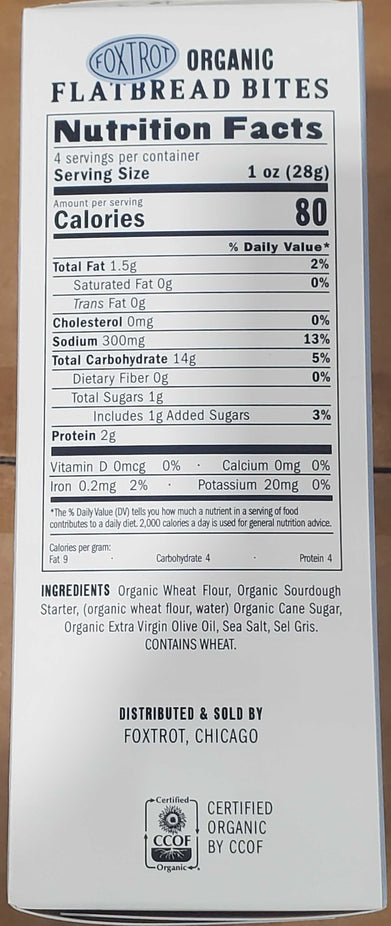 FOXTROT ORGANIC
FLATBREAD BITES
Nutrition Facts
4 servings per container
Serving Size 1 oz (28g)
Amount per serving
Calories 80
% Daily Value*
Total Fat 1.5g 2%
Saturated Fat 0g 0%
Trans Fat 0g
Cholesterol 0mg 0%
Sodium 300mg 13%
Total Carbohydrate 14g 5%
Dietary Fiber 0g 0%
Total Sugars 1g
Includes 1g Added Sugars 3%
Protein 2g
Vitamin D 0mcg 0% · Calcium 0mg 0%
Iron 0.2mg 2% · Potassium 20mg 0%
*The % Daily Value (DV) tells you how much a nutrient in a serving of food
contributes to a daily diet. 2,000 calories a day is used for general nutrition advice.
Calories per gram:
Fat 9 · Carbohydrate 4 · Protein 4
INGREDIENTS Organic Wheat Flour, Organic Sourdough
Starter, (organic wheat flour, water) Organic Cane Sugar,
Organic Extra Virgin Olive Oil, Sea Salt, Sel Gris.
CONTAINS WHEAT.
DISTRIBUTED & SOLD BY
FOXTROT, CHICAGO
Certified
CCOF
Organic
CERTIFIED
ORGANIC
BY CCOF